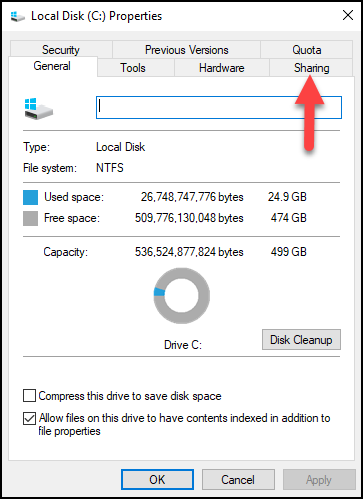 Local Disk (C:) Properties
Security Previous Versions Quota
General Tools Hardware Sharing
Type: Local Disk
File system: NTFS
Used space: 26,748,747,776 bytes 24.9 GB
Free space: 509,776,130,048 bytes 474 GB
Capacity: 536,524,877,824 bytes 499 GB
Drive C: Disk Cleanup
Compress this drive to save disk space
Allow files on this drive to have contents indexed in addition to
file properties
OK Cancel Apply